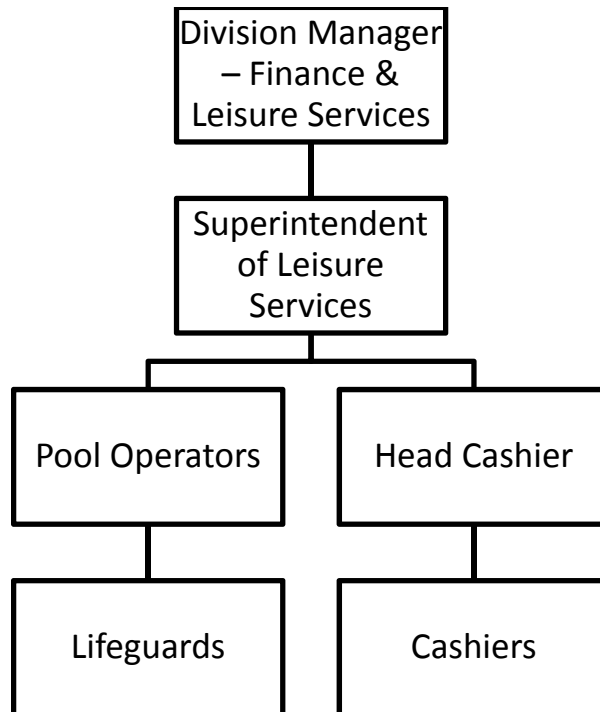 Division Manager
– Finance &
Leisure Services
Superintendent
of Leisure
Services
Pool Operators
Head Cashier
Lifeguards
Cashiers